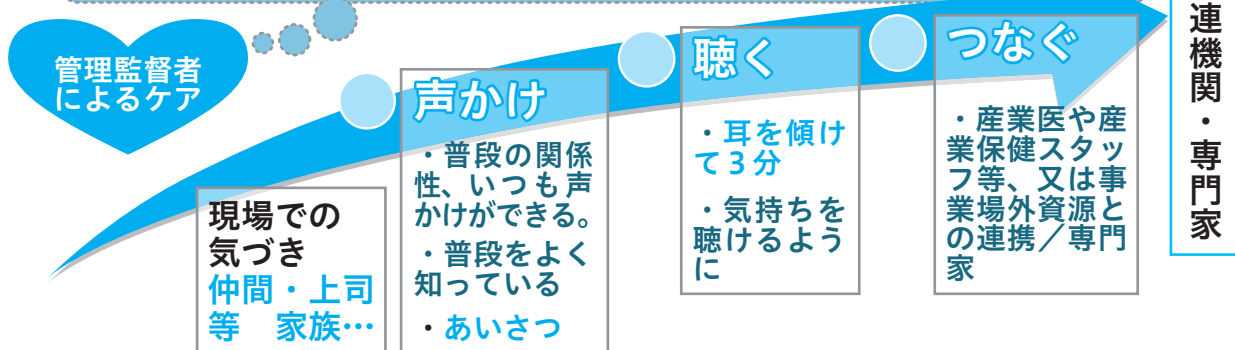 管理監督者
によるケア
現場での
気づき
仲間・上司
等　家族…
声かけ
・普段の関係
性、いつも声
かけができる。
・普段をよく
知っている
・あいさつ
聴く
・耳を傾け
て３分
・気持ちを
聴けるよう
に
つなぐ
・産業医や産
業保健スタッ
フ等、又は事
業場外資源と
の連携／専門
家
連機関・専門家